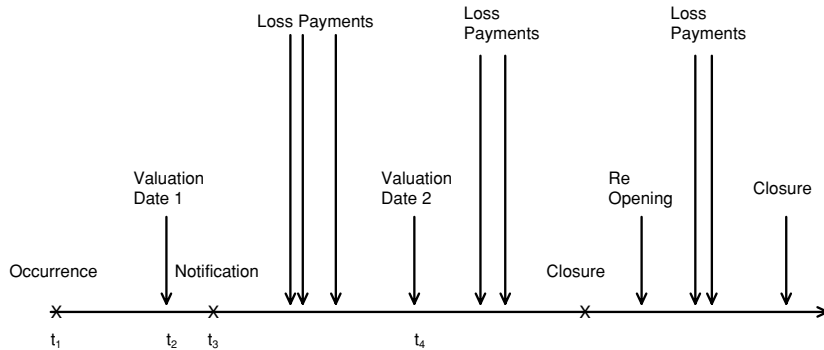 Loss Payments
Loss
Payments
Loss
Payments
Valuation
Date 1
Valuation
Date 2
Re
Opening
Closure
Occurrence
Notification
Closure
t1
t2
t3
t4